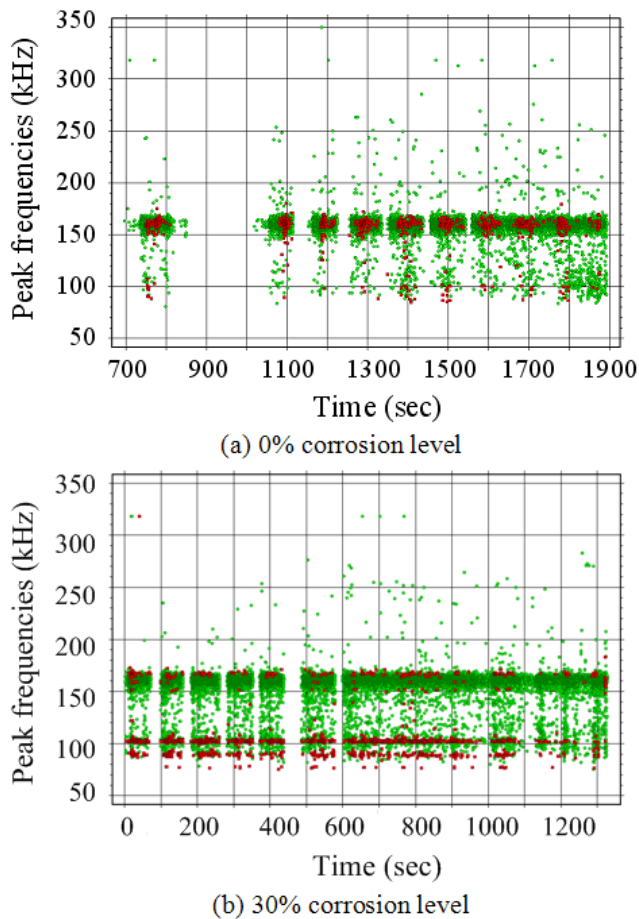 Peak frequencies (kHz)
350
300
250
200
150
100
50
700 900 1100 1300 1500 1700 1900
Time (sec)
(a) 0% corrosion level
Peak frequencies (kHz)
350
300
250
200
150
100
50
0 200 400 600 800 1000 1200
Time (sec)
(b) 30% corrosion level